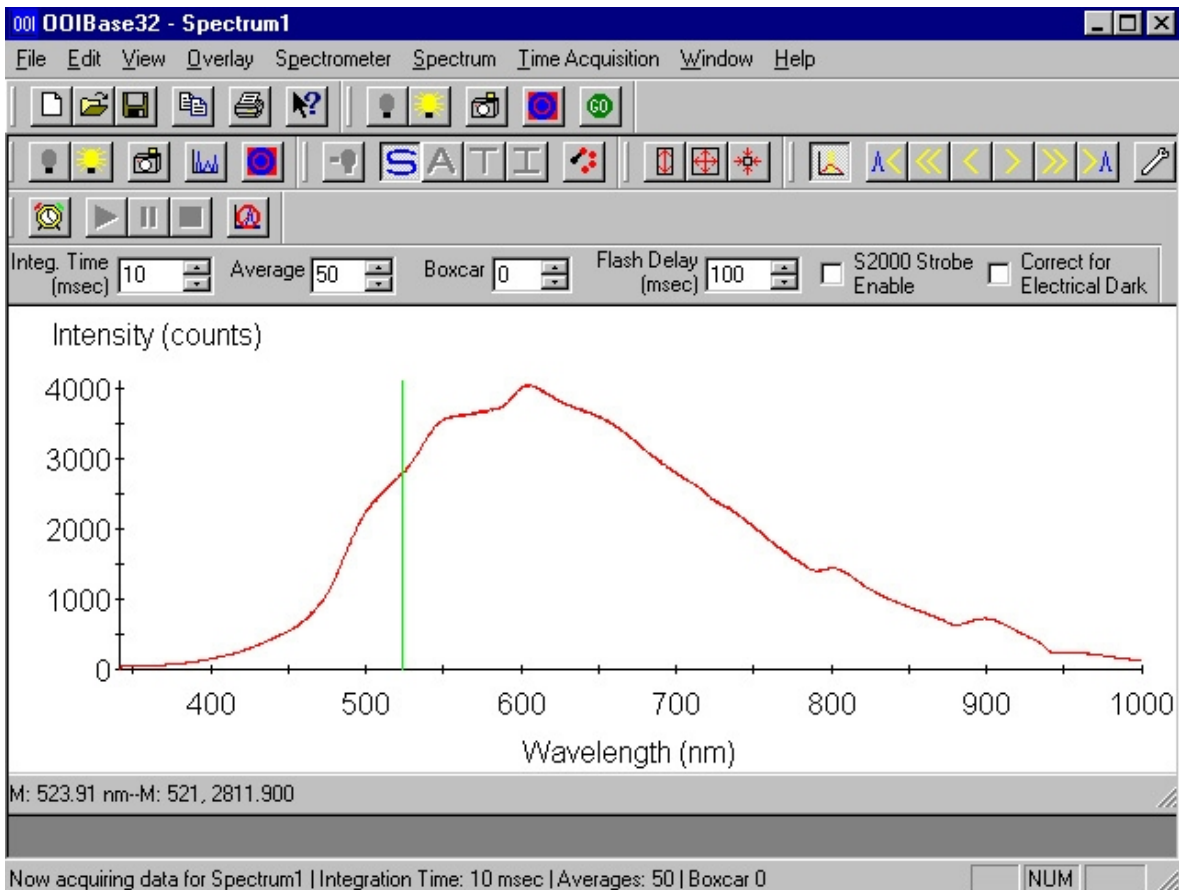 OOI OOIBase32 - Spectrum1
File Edit View Overlay Spectrometer Spectrum Time Acquisition Window Help
GO
S A T I
Integ. Time (msec) 10 Average 50 Boxcar 0 Flash Delay (msec) 100 S2000 Strobe Enable Correct for Electrical Dark
Intensity (counts)
4000
3000
2000
1000
0
400 500 600 700 800 900 1000
Wavelength (nm)
M: 523.91 nm--M: 521, 2811.900
Now acquiring data for Spectrum1 | Integration Time: 10 msec | Averages: 50 | Boxcar 0 NUM